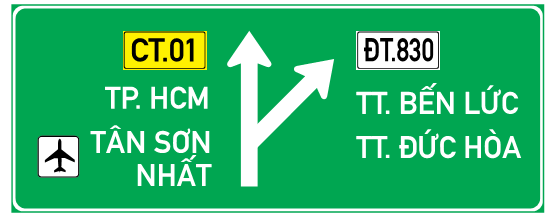 CT.01
TP. HCM
TÂN SƠN
NHẤT
ĐT.830
TT. BẾN LỨC
TT. ĐỨC HÒA